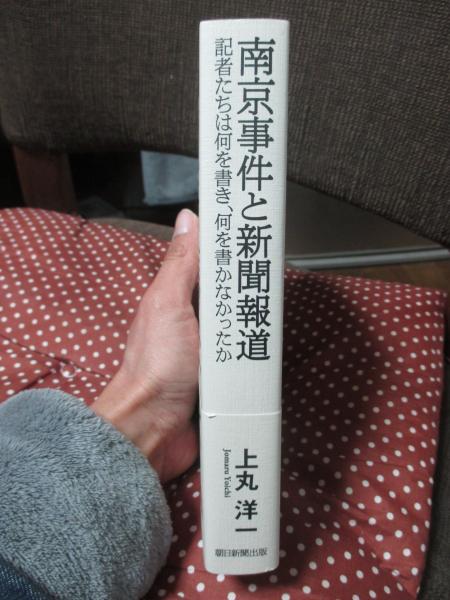 南京事件と新聞報道
記者たちは何を書き、何を書かなかったか
上丸洋一
Jomaru Yoichi
朝日新聞出版